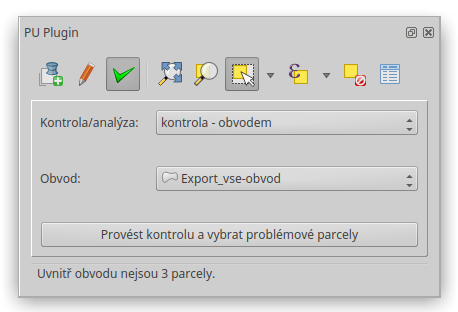 PU Plugin
Kontrola/analýza:
kontrola - obvodem
Obvod:
Export_vse-obvod
Provést kontrolu a vybrat problémové parcely
Uvnitř obvodu nejsou 3 parcely.